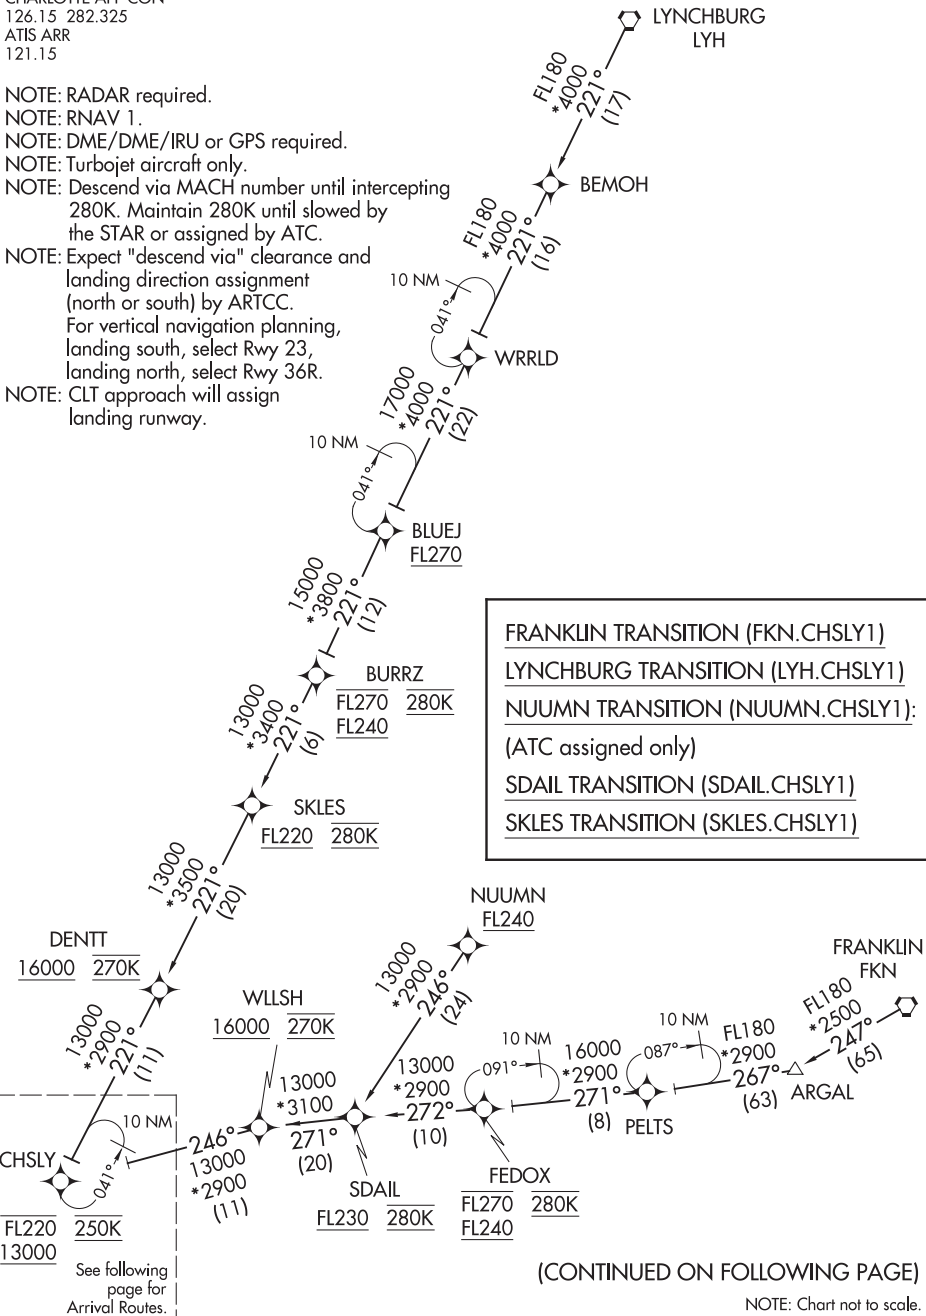 CHARLOTTE APP CON
126.15 282.325
ATIS ARR
121.15
NOTE: RADAR required.
NOTE: RNAV 1.
NOTE: DME/DME/IRU or GPS required.
NOTE: Turbojet aircraft only.
NOTE: Descend via MACH number until intercepting
280K. Maintain 280K until slowed by
the STAR or assigned by ATC.
NOTE: Expect "descend via" clearance and
landing direction assignment
(north or south) by ARTCC.
For vertical navigation planning,
landing south, select Rwy 23,
landing north, select Rwy 36R.
NOTE: CLT approach will assign
landing runway.
LYNCHBURG
LYH
FL180
*4000
221°
(17)
BEMOH
FL180
*4000
221°
(16)
10 NM
041°
WRRLD
17000
*4000
221°
(22)
10 NM
041°
BLUEJ
FL270
15000
*3800
221°
(12)
BURRZ
FL270 280K
FL240
13000
*3400
221°
(6)
SKLES
FL220 280K
13000
*3500
221°
(20)
DENTT
16000 270K
13000
*2900
221°
(11)
FRANKLIN TRANSITION (FKN.CHSLY1)
LYNCHBURG TRANSITION (LYH.CHSLY1)
NUUMN TRANSITION (NUUMN.CHSLY1):
(ATC assigned only)
SDAIL TRANSITION (SDAIL.CHSLY1)
SKLES TRANSITION (SKLES.CHSLY1)
NUUMN
FL240
13000
*2900
246°
(24)
FRANKLIN
FKN
FL180
*2500
247°
(65)
ARGAL
FL180
*2900
267°
(63)
10 NM
087°
PELTS
16000
*2900
271°
(8)
10 NM
091°
FEDOX
FL270 280K
FL240
13000
*2900
272°
(10)
SDAIL
FL230 280K
13000
*3100
271°
(20)
WLLSH
16000 270K
246°
13000
*2900
(11)
10 NM
041°
CHSLY
FL220 250K
13000
See following
page for
Arrival Routes.
(CONTINUED ON FOLLOWING PAGE)
NOTE: Chart not to scale.